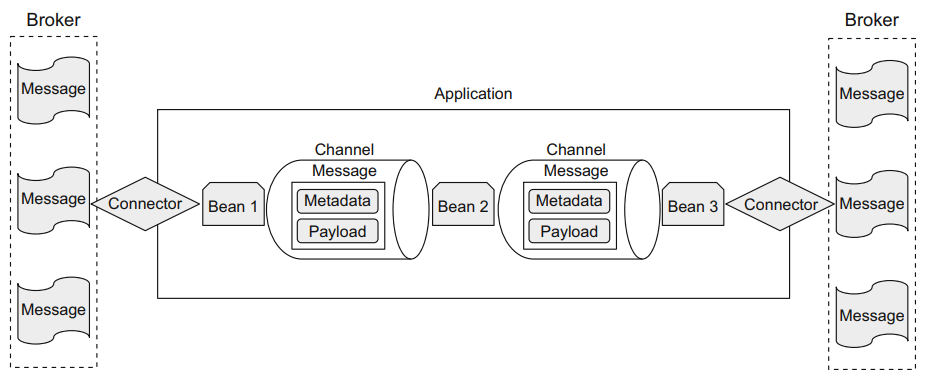 Broker
Message
Message
Message
Application
Connector
Bean 1
Channel
Message
Metadata
Payload
Bean 2
Channel
Message
Metadata
Payload
Bean 3
Connector
Broker
Message
Message
Message